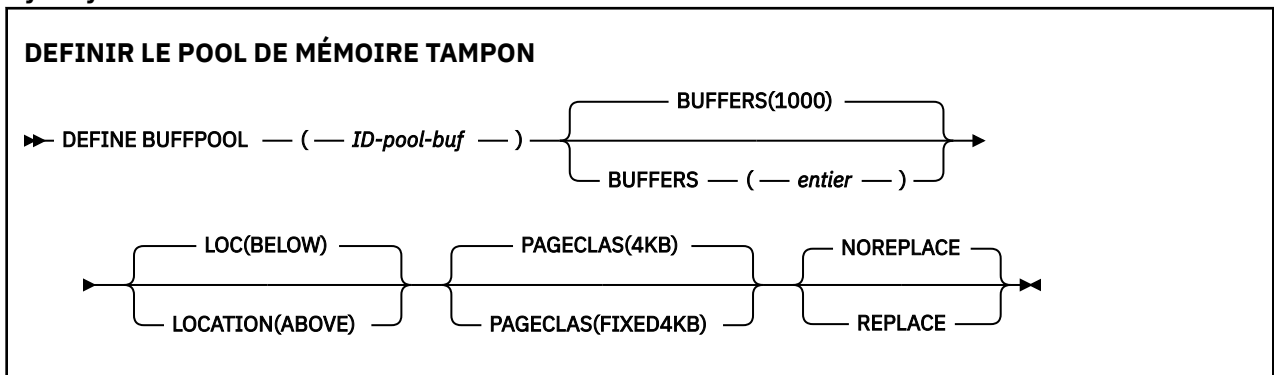 DEFINIR LE POOL DE MÉMOIRE TAMPON
BUFFERS(1000)
DEFINE BUFFPOOL ( ID-pool-buf )
BUFFERS ( entier )
LOC(BELOW) PAGECLAS(4KB) NOREPLACE
LOCATION(ABOVE) PAGECLAS(FIXED4KB) REPLACE